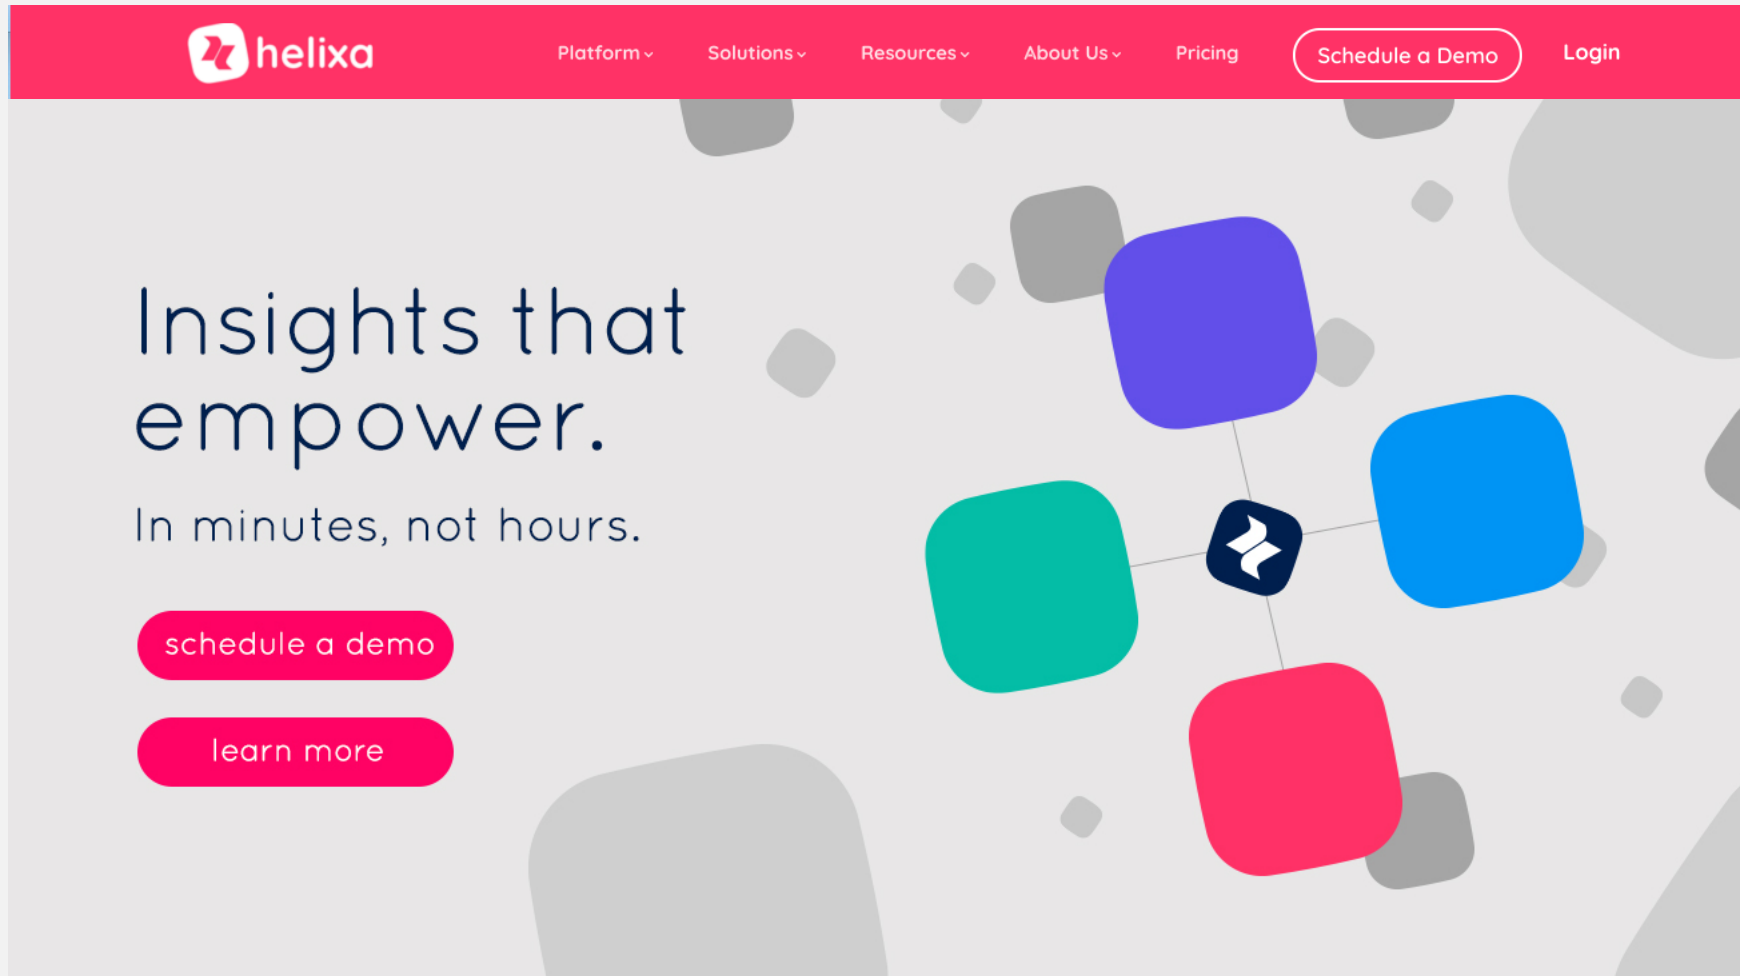 helixa
Platform
Solutions
Resources
About Us
Pricing
Schedule a Demo
Login
Insights that
empower.
In minutes, not hours.
schedule a demo
learn more